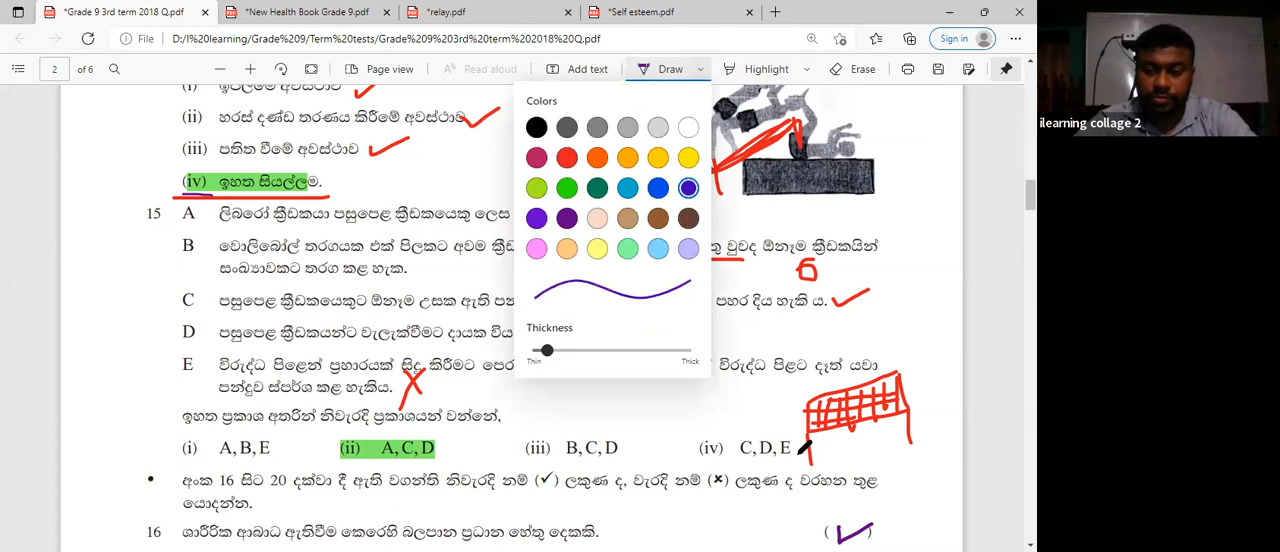 *Grade 9 3rd term 2018 Q.pdf
*New Health Book Grade 9.pdf
*relay.pdf
*Self esteem.pdf
File
D:/I%20learning/Grade%209/Term%20tests/Grade%209%203rd%20term%202018%20Q.pdf
Sign in
2 of 6
Page view
Read aloud
Add text
Draw
Highlight
Erase
ilearning collage 2
Colors
Thickness
Thin
Thick
(i) ඉපිලීමේ අවස්ථාව
(ii) හරස් දණ්ඩ තරණය කිරීමේ අවස්ථාව
(iii) පතිත වීමේ අවස්ථාව
(iv) ඉහත සියල්ලම.
15 A ලිබරෝ ක්‍රීඩකයා පසුපෙළ ක්‍රීඩකයෙකු ලෙස
B වොලිබෝල් තරගයක එක් පිලකට අවම ක්‍රීඩ තු වුවද ඕනෑම ක්‍රීඩකයින්
සංඛ්‍යාවකට තරග කළ හැක.
6
C පසුපෙළ ක්‍රීඩකයෙකුට ඕනෑම උසක ඇති පන් පහර දිය හැකි ය.
D පසුපෙළ ක්‍රීඩකයන්ට වැලැක්වීමට දායක විය
E විරුද්ධ පිළෙන් ප්‍රහාරයක් සිදු කිරීමට පෙර විරුද්ධ පිළට දෑත් යවා
පන්දුව ස්පර්ශ කළ හැකිය.
ඉහත ප්‍රකාශ අතරින් නිවැරදි ප්‍රකාශයන් වන්නේ,
(i) A, B, E (ii) A, C, D (iii) B, C, D (iv) C, D, E
• අංක 16 සිට 20 දක්වා දී ඇති වගන්ති නිවැරදි නම් (✓) ලකුණ ද, වැරදි නම් (✗) ලකුණ ද වරහන තුළ
යොදන්න.
16 ශාරීරික ආබාධ ඇතිවීම කෙරෙහි බලපාන ප්‍රධාන හේතු දෙකකි. (✓)